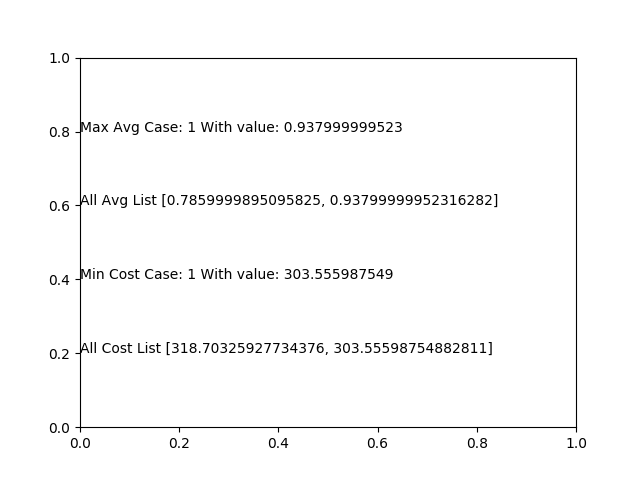 1.0
Max Avg Case: 1 With value: 0.937999999523
0.8
All Avg List [0.7859999895095825, 0.93799999952316282]
0.6
Min Cost Case: 1 With value: 303.555987549
0.4
All Cost List [318.70325927734376, 303.55598754882811]
0.2
0.0
0.0 0.2 0.4 0.6 0.8 1.0